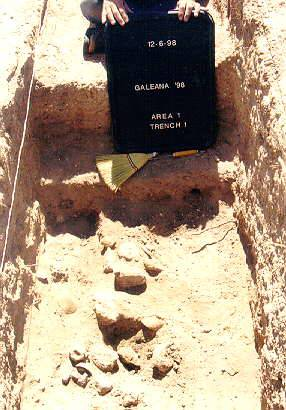 12-6-98
GALEANA '98
AREA 1
TRENCH 1